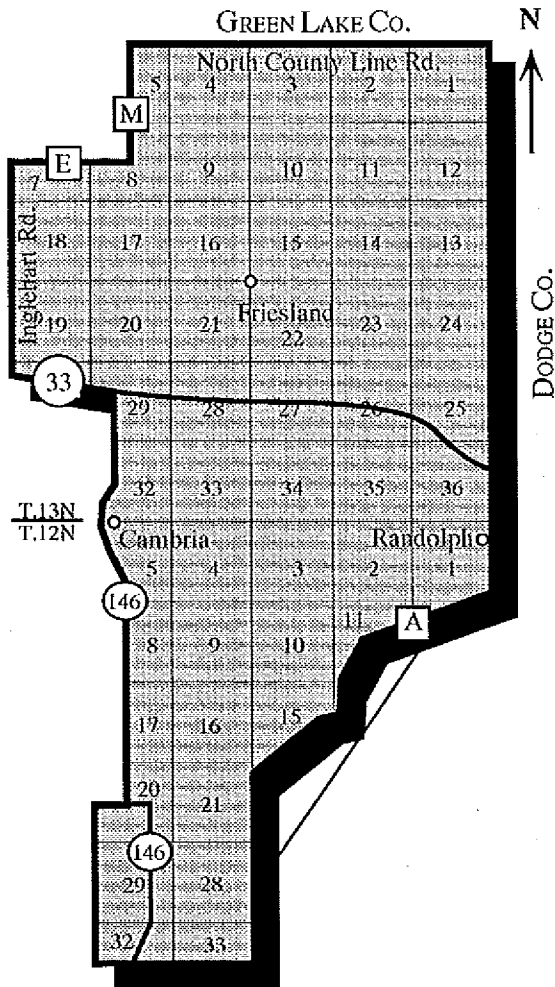 GREEN LAKE CO.
N
North County Line Rd.
5 4 3 2 1
M
E
7 8 9 10 11 12
Inglehart Rd.
18 17 16 15 14 13
DODGE CO.
Friesland
19 20 21 22 23 24
33
29 28 27 26 25
32 33 34 35 36
T.13N
T.12N
Cambria
Randolph
5 4 3 2 1
146
11
A
8 9 10
17 16 15
20 21
146
29 28
32 33